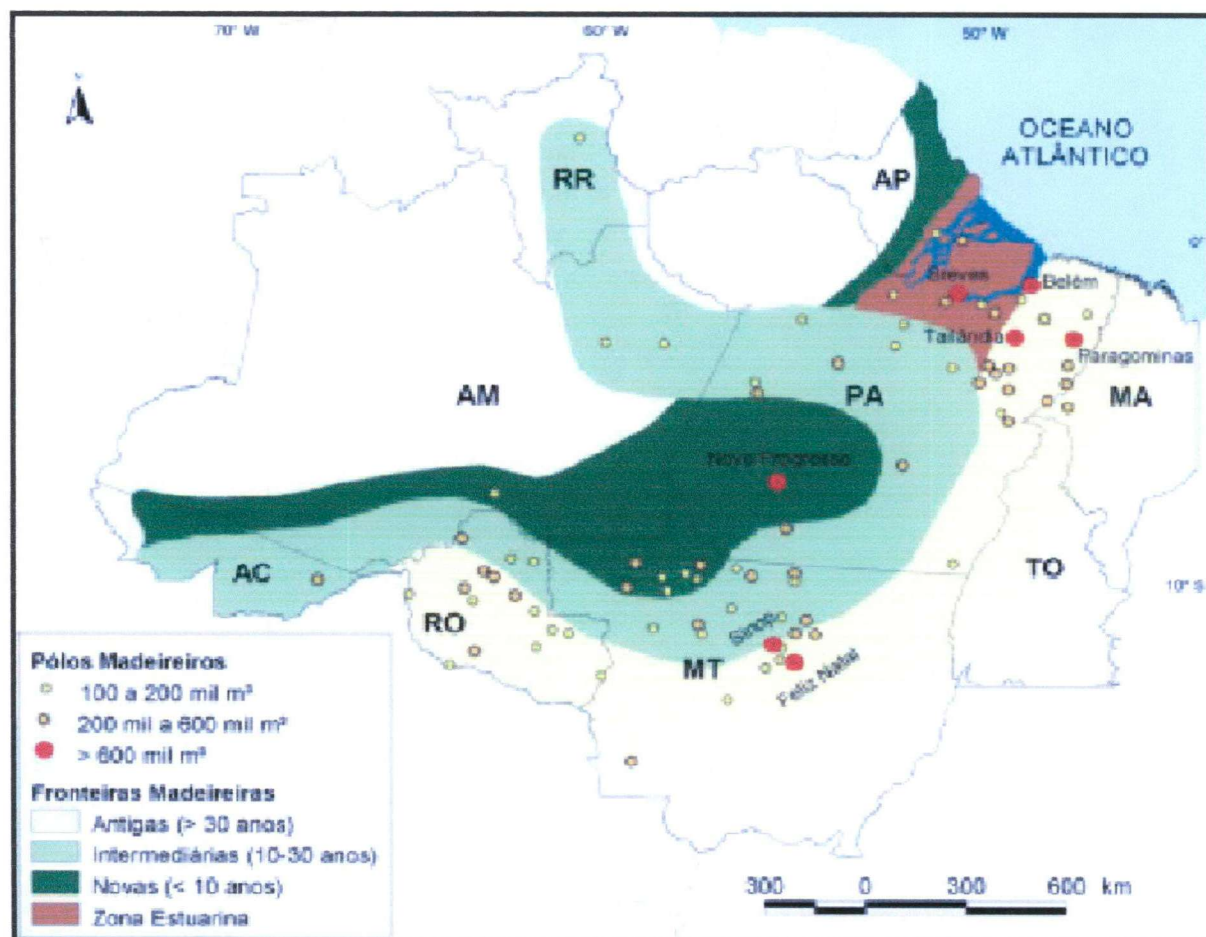 70° W 60° W 50° W
N
OCEANO
ATLÂNTICO
RR
AP
0°
Breves
Belém
Tailândia
Paragominas
AM
PA
MA
Novo Progresso
AC
TO
10° S
RO
Sinop
MT
Feliz Natal
Pólos Madeireiros
100 a 200 mil m³
200 mil a 600 mil m³
> 600 mil m³
Fronteiras Madeireiras
Antigas (> 30 anos)
Intermediárias (10-30 anos)
Novas (< 10 anos)
Zona Estuarina
300 0 300 600 km